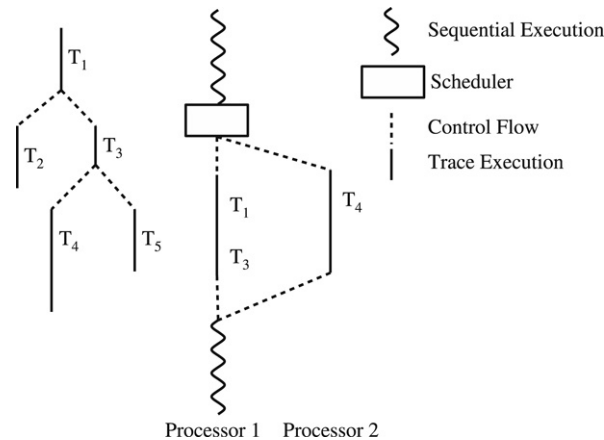 T1
T2
T3
T4
T5
T1
T3
T4
Sequential Execution
Scheduler
Control Flow
Trace Execution
Processor 1
Processor 2